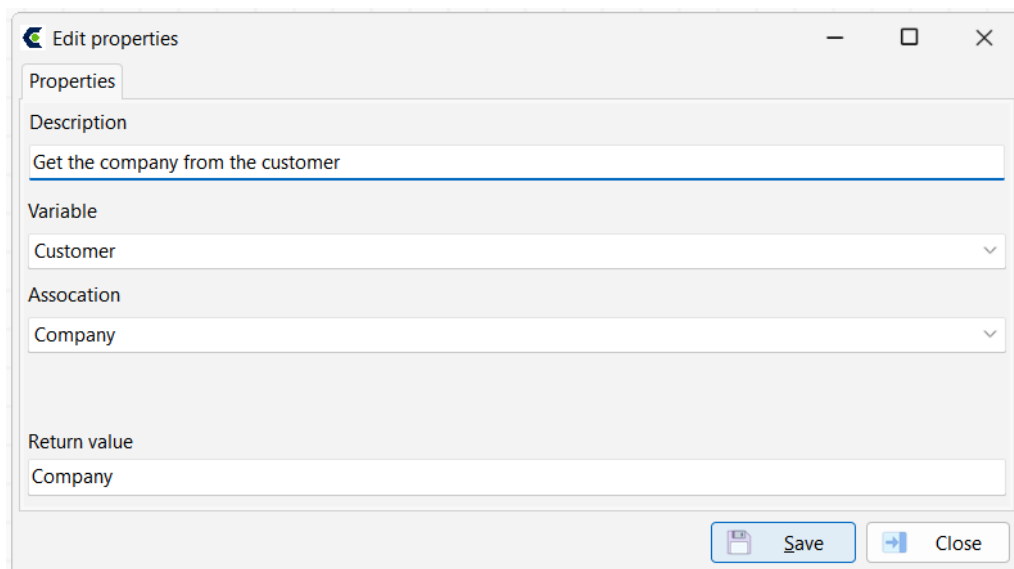 Edit properties
Properties
Description
Get the company from the customer
Variable
Customer
Assocation
Company
Return value
Company
Save Close